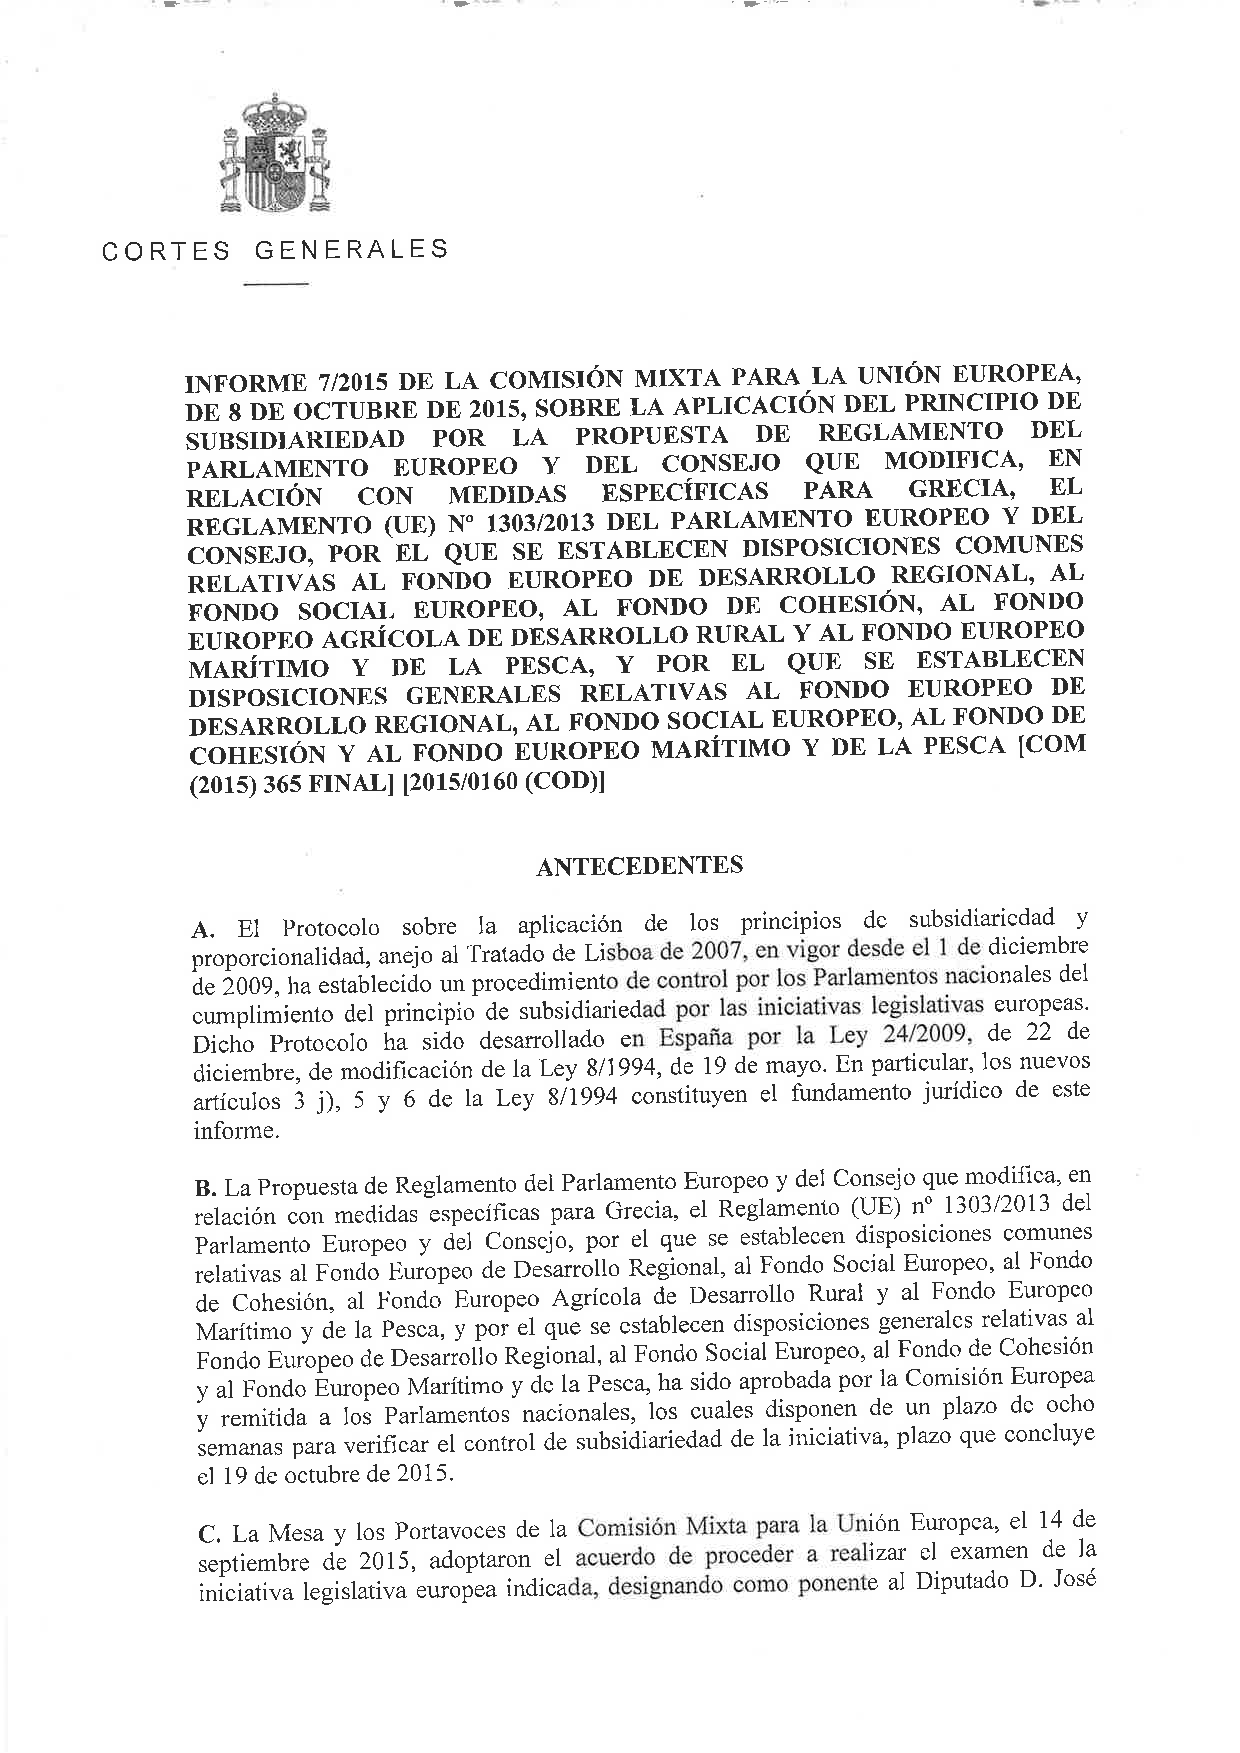 CORTES GENERALES
INFORME 7/2015 DE LA COMISIÓN MIXTA PARA LA UNIÓN EUROPEA,
DE 8 DE OCTUBRE DE 2015, SOBRE LA APLICACIÓN DEL PRINCIPIO DE
SUBSIDIARIEDAD POR LA PROPUESTA DE REGLAMENTO DEL
PARLAMENTO EUROPEO Y DEL CONSEJO QUE MODIFICA, EN
RELACIÓN CON MEDIDAS ESPECÍFICAS PARA GRECIA, EL
REGLAMENTO (UE) Nº 1303/2013 DEL PARLAMENTO EUROPEO Y DEL
CONSEJO, POR EL QUE SE ESTABLECEN DISPOSICIONES COMUNES
RELATIVAS AL FONDO EUROPEO DE DESARROLLO REGIONAL, AL
FONDO SOCIAL EUROPEO, AL FONDO DE COHESIÓN, AL FONDO
EUROPEO AGRÍCOLA DE DESARROLLO RURAL Y AL FONDO EUROPEO
MARÍTIMO Y DE LA PESCA, Y POR EL QUE SE ESTABLECEN
DISPOSICIONES GENERALES RELATIVAS AL FONDO EUROPEO DE
DESARROLLO REGIONAL, AL FONDO SOCIAL EUROPEO, AL FONDO DE
COHESIÓN Y AL FONDO EUROPEO MARÍTIMO Y DE LA PESCA [COM
(2015) 365 FINAL] [2015/0160 (COD)]
ANTECEDENTES
A. El Protocolo sobre la aplicación de los principios de subsidiariedad y
proporcionalidad, anejo al Tratado de Lisboa de 2007, en vigor desde el 1 de diciembre
de 2009, ha establecido un procedimiento de control por los Parlamentos nacionales del
cumplimiento del principio de subsidiariedad por las iniciativas legislativas europeas.
Dicho Protocolo ha sido desarrollado en España por la Ley 24/2009, de 22 de
diciembre, de modificación de la Ley 8/1994, de 19 de mayo. En particular, los nuevos
artículos 3 j), 5 y 6 de la Ley 8/1994 constituyen el fundamento jurídico de este
informe.
B. La Propuesta de Reglamento del Parlamento Europeo y del Consejo que modifica, en
relación con medidas específicas para Grecia, el Reglamento (UE) nº 1303/2013 del
Parlamento Europeo y del Consejo, por el que se establecen disposiciones comunes
relativas al Fondo Europeo de Desarrollo Regional, al Fondo Social Europeo, al Fondo
de Cohesión, al Fondo Europeo Agrícola de Desarrollo Rural y al Fondo Europeo
Marítimo y de la Pesca, y por el que se establecen disposiciones generales relativas al
Fondo Europeo de Desarrollo Regional, al Fondo Social Europeo, al Fondo de Cohesión
y al Fondo Europeo Marítimo y de la Pesca, ha sido aprobada por la Comisión Europea
y remitida a los Parlamentos nacionales, los cuales disponen de un plazo de ocho
semanas para verificar el control de subsidiariedad de la iniciativa, plazo que concluye
el 19 de octubre de 2015.
C. La Mesa y los Portavoces de la Comisión Mixta para la Unión Europea, el 14 de
septiembre de 2015, adoptaron el acuerdo de proceder a realizar el examen de la
iniciativa legislativa europea indicada, designando como ponente al Diputado D. José